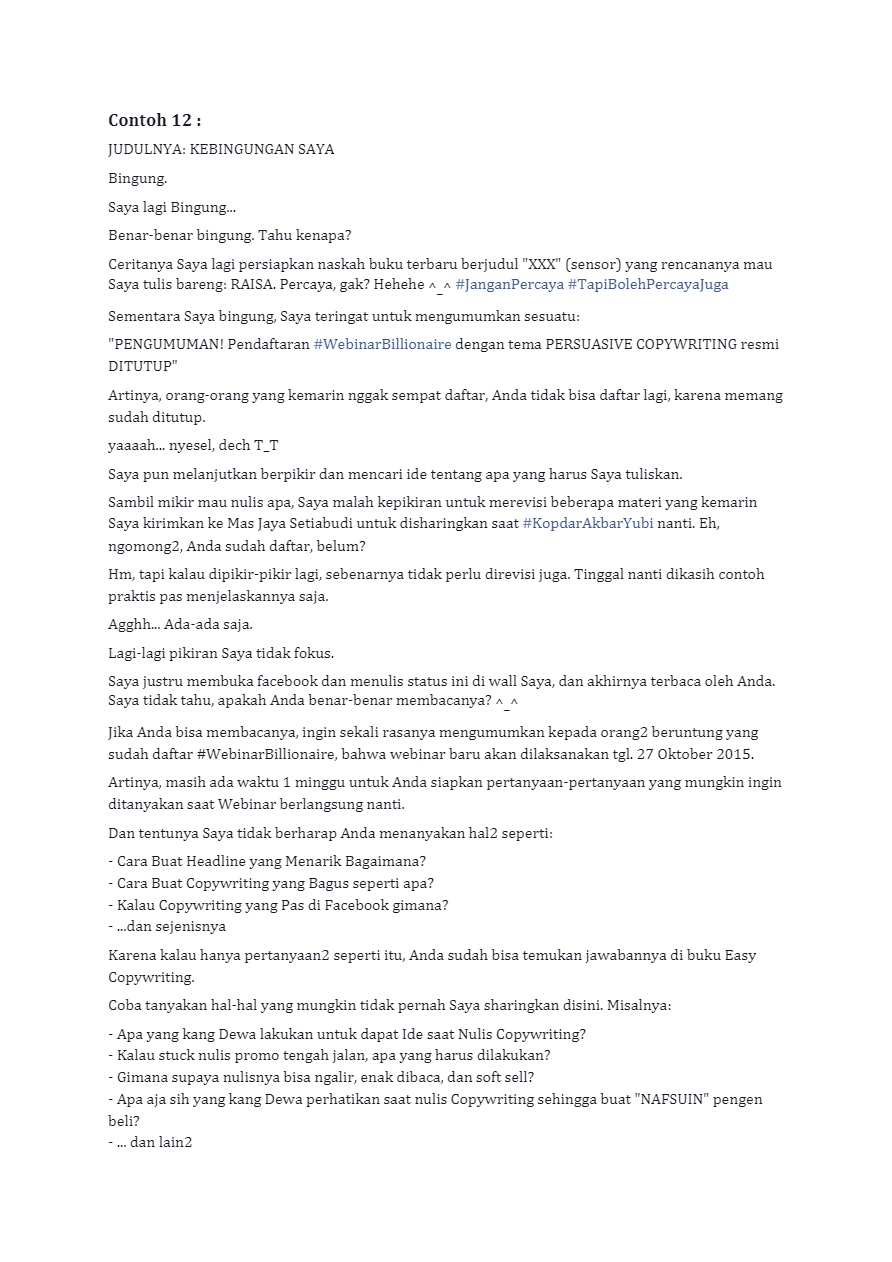 Contoh 12 :
JUDULNYA: KEBINGUNGAN SAYA
Bingung.
Saya lagi Bingung...
Benar-benar bingung. Tahu kenapa?
Ceritanya Saya lagi persiapkan naskah buku terbaru berjudul "XXX" (sensor) yang rencananya mau
Saya tulis bareng: RAISA. Percaya, gak? Hehehe ^_^ #JanganPercaya #TapiBolehPercayaJuga
Sementara Saya bingung, Saya teringat untuk mengumumkan sesuatu:
"PENGUMUMAN! Pendaftaran #WebinarBillionaire dengan tema PERSUASIVE COPYWRITING resmi
DITUTUP"
Artinya, orang-orang yang kemarin nggak sempat daftar, Anda tidak bisa daftar lagi, karena memang
sudah ditutup.
yaaaah... nyesel, dech T_T
Saya pun melanjutkan berpikir dan mencari ide tentang apa yang harus Saya tuliskan.
Sambil mikir mau nulis apa, Saya malah kepikiran untuk merevisi beberapa materi yang kemarin
Saya kirimkan ke Mas Jaya Setiabudi untuk disharingkan saat #KopdarAkbarYubi nanti. Eh,
ngomong2, Anda sudah daftar, belum?
Hm, tapi kalau dipikir-pikir lagi, sebenarnya tidak perlu direvisi juga. Tinggal nanti dikasih contoh
praktis pas menjelaskannya saja.
Agghh... Ada-ada saja.
Lagi-lagi pikiran Saya tidak fokus.
Saya justru membuka facebook dan menulis status ini di wall Saya, dan akhirnya terbaca oleh Anda.
Saya tidak tahu, apakah Anda benar-benar membacanya? ^_^
Jika Anda bisa membacanya, ingin sekali rasanya mengumumkan kepada orang2 beruntung yang
sudah daftar #WebinarBillionaire, bahwa webinar baru akan dilaksanakan tgl. 27 Oktober 2015.
Artinya, masih ada waktu 1 minggu untuk Anda siapkan pertanyaan-pertanyaan yang mungkin ingin
ditanyakan saat Webinar berlangsung nanti.
Dan tentunya Saya tidak berharap Anda menanyakan hal2 seperti:
- Cara Buat Headline yang Menarik Bagaimana?
- Cara Buat Copywriting yang Bagus seperti apa?
- Kalau Copywriting yang Pas di Facebook gimana?
- ...dan sejenisnya
Karena kalau hanya pertanyaan2 seperti itu, Anda sudah bisa temukan jawabannya di buku Easy
Copywriting.
Coba tanyakan hal-hal yang mungkin tidak pernah Saya sharingkan disini. Misalnya:
- Apa yang kang Dewa lakukan untuk dapat Ide saat Nulis Copywriting?
- Kalau stuck nulis promo tengah jalan, apa yang harus dilakukan?
- Gimana supaya nulisnya bisa ngalir, enak dibaca, dan soft sell?
- Apa aja sih yang kang Dewa perhatikan saat nulis Copywriting sehingga buat "NAFSUIN" pengen
beli?
- ... dan lain2